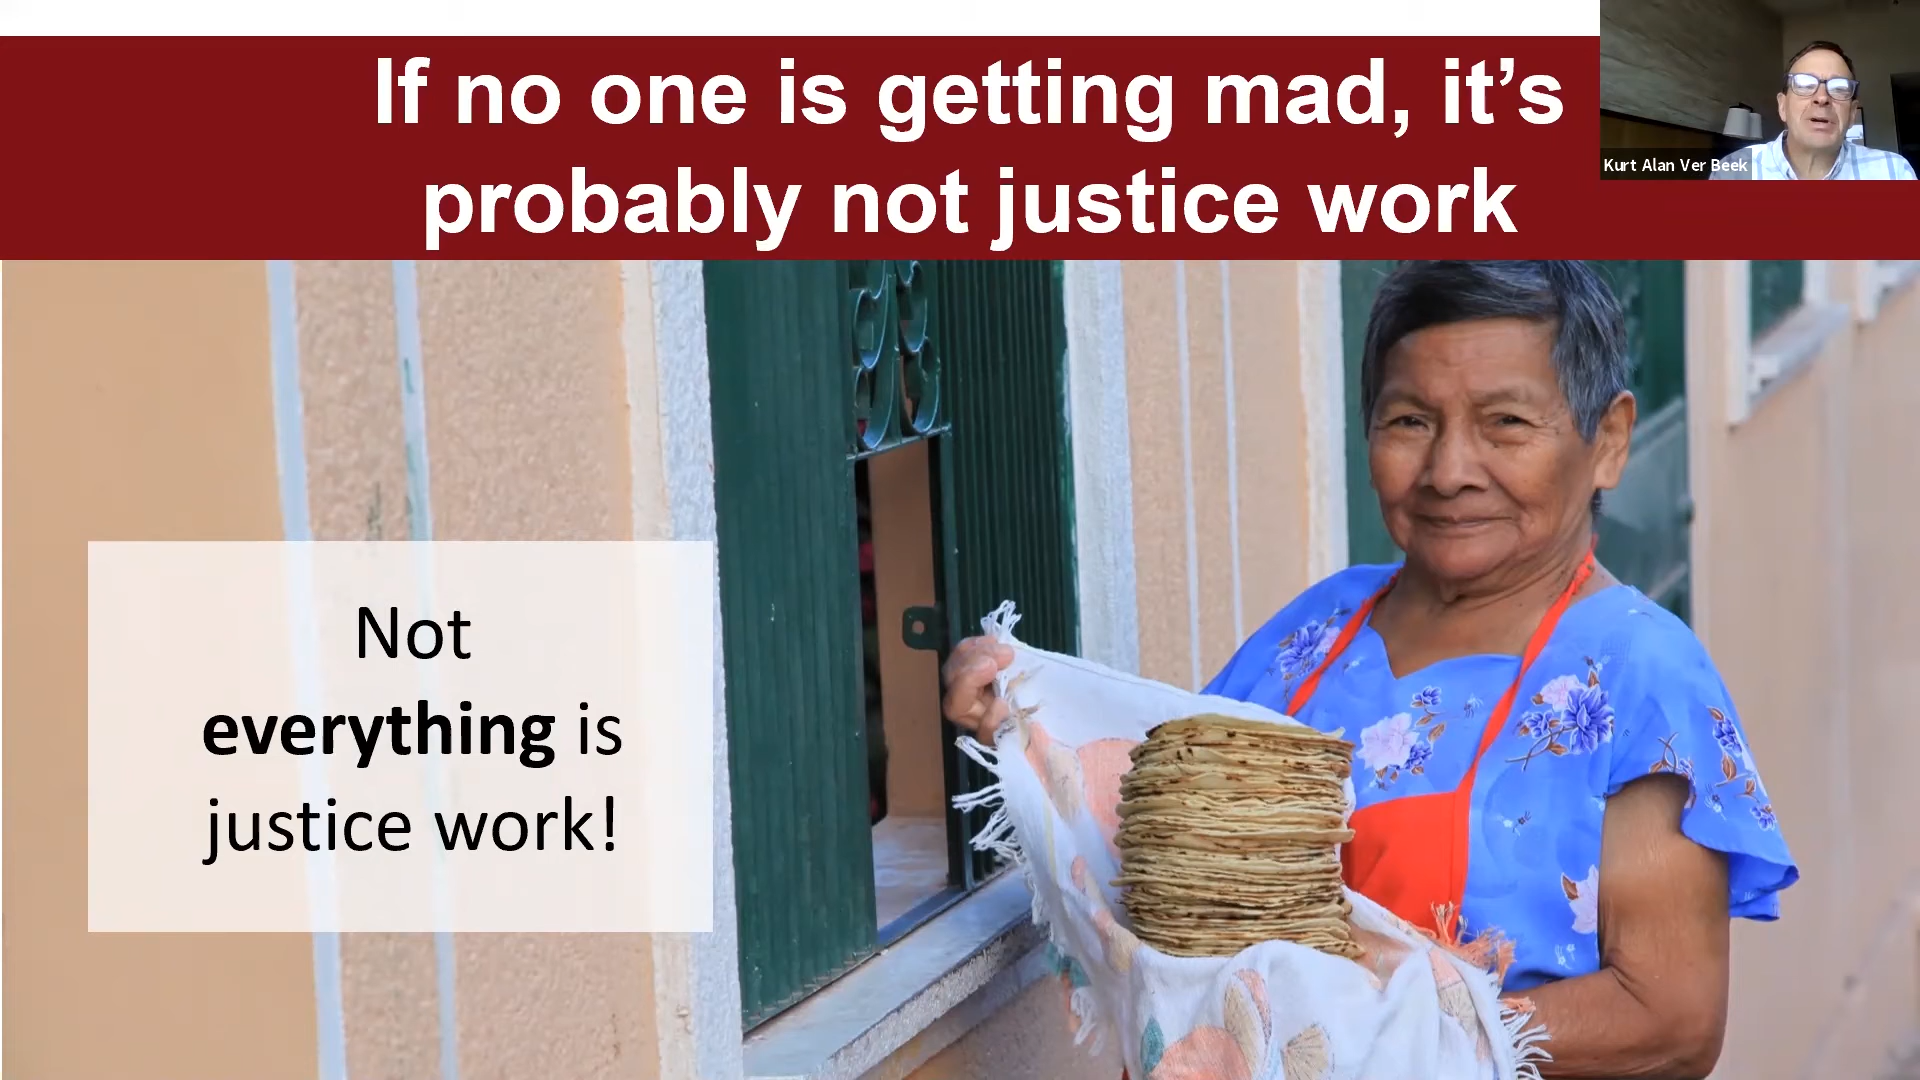 If no one is getting mad, it’s
probably not justice work
Kurt Alan Ver Beek
Not
everything is
justice work!